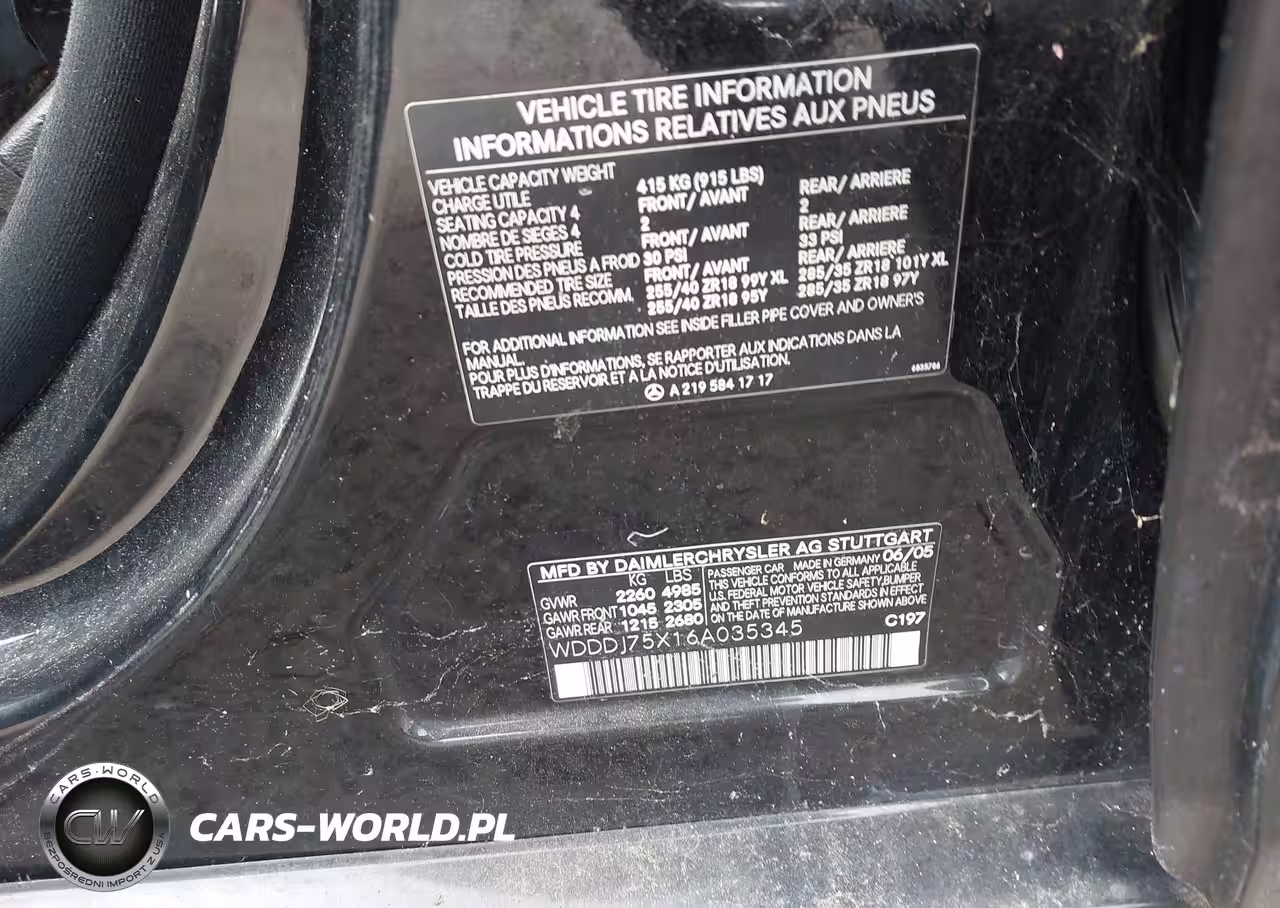 VEHICLE TIRE INFORMATION
INFORMATIONS RELATIVES AUX PNEUS
VEHICLE CAPACITY WEIGHT 415 KG (915 LBS)
CHARGE UTILE FRONT/ AVANT REAR/ ARRIERE
SEATING CAPACITY 4 2 2
NOMBRE DE SIEGES 4 FRONT/ AVANT REAR/ ARRIERE
COLD TIRE PRESSURE 30 PSI 33 PSI
PRESSION DES PNEUS A FROID
RECOMMENDED TIRE SIZE FRONT/ AVANT REAR/ ARRIERE
TAILLE DES PNEUS RECOMM. 255/40 ZR18 99Y XL 285/35 ZR18 101Y XL
255/40 ZR18 95Y 285/35 ZR18 97Y
FOR ADDITIONAL INFORMATION SEE INSIDE FILLER PIPE COVER AND OWNER'S
MANUAL.
POUR PLUS D'INFORMATIONS, SE RAPPORTER AUX INDICATIONS DANS LA
TRAPPE DU RESERVOIR ET A LA NOTICE D'UTILISATION.
A 219 584 17 17
MFD BY DAIMLERCHRYSLER AG STUTTGART
KG LBS
GVWR 2260 4985
GAWR FRONT 1045 2305
GAWR REAR 1215 2680
PASSENGER CAR MADE IN GERMANY 06/05
THIS VEHICLE CONFORMS TO ALL APPLICABLE
U.S. FEDERAL MOTOR VEHICLE SAFETY,BUMPER
AND THEFT PREVENTION STANDARDS IN EFFECT
ON THE DATE OF MANUFACTURE SHOWN ABOVE
C197
WDDDJ75X16A035345
CARS-WORLD
CW
BEZPOŚREDNI IMPORT Z USA
CARS-WORLD.PL